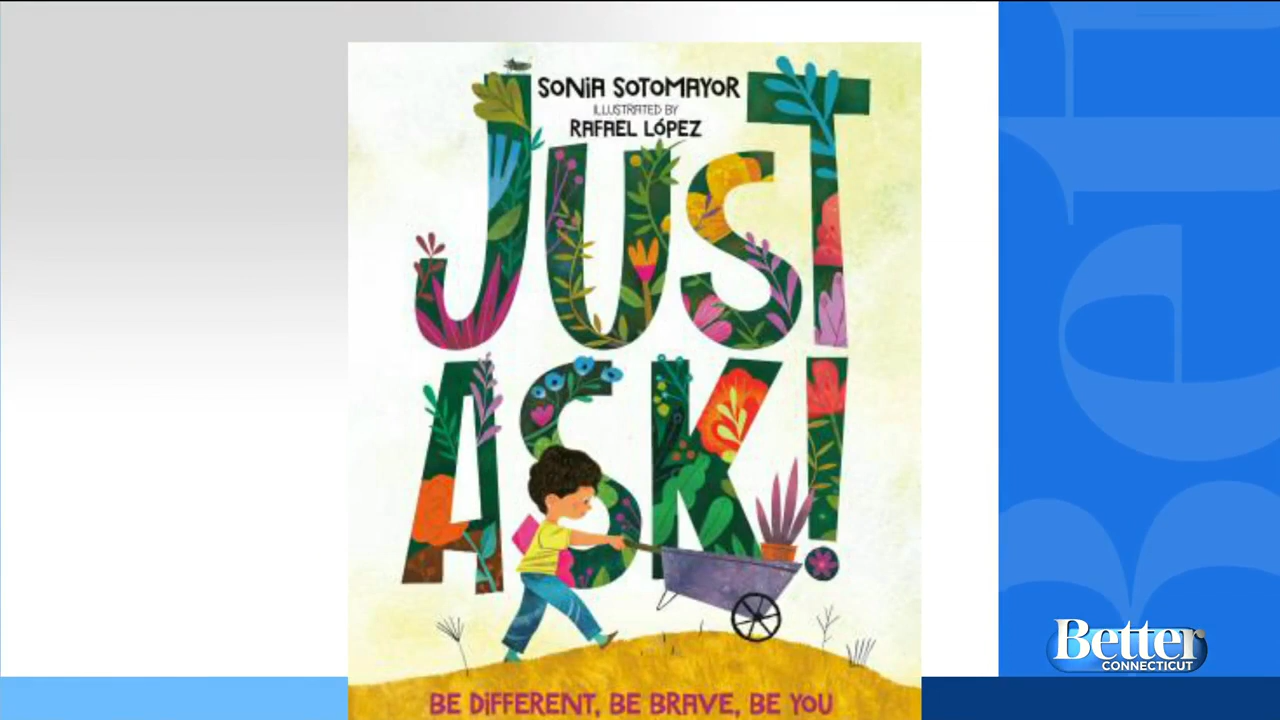 SONiA SOTOMAYOR
ILLUSTRATED BY
RAFAEL LÓPEZ
JUST
ASK!
BE DiFFERENT, BE BRAVE, BE YOU
Better
CONNECTICUT